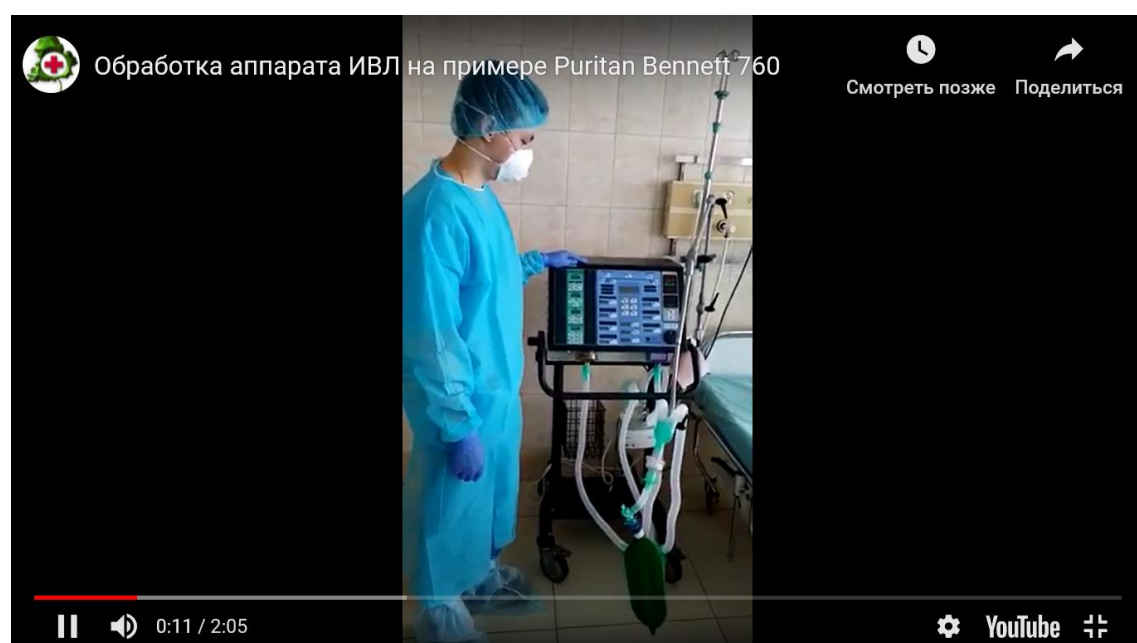 Обработка аппарата ИВЛ на примере Puritan Bennett 760
Смотреть позже
Поделиться
0:11 / 2:05
YouTube